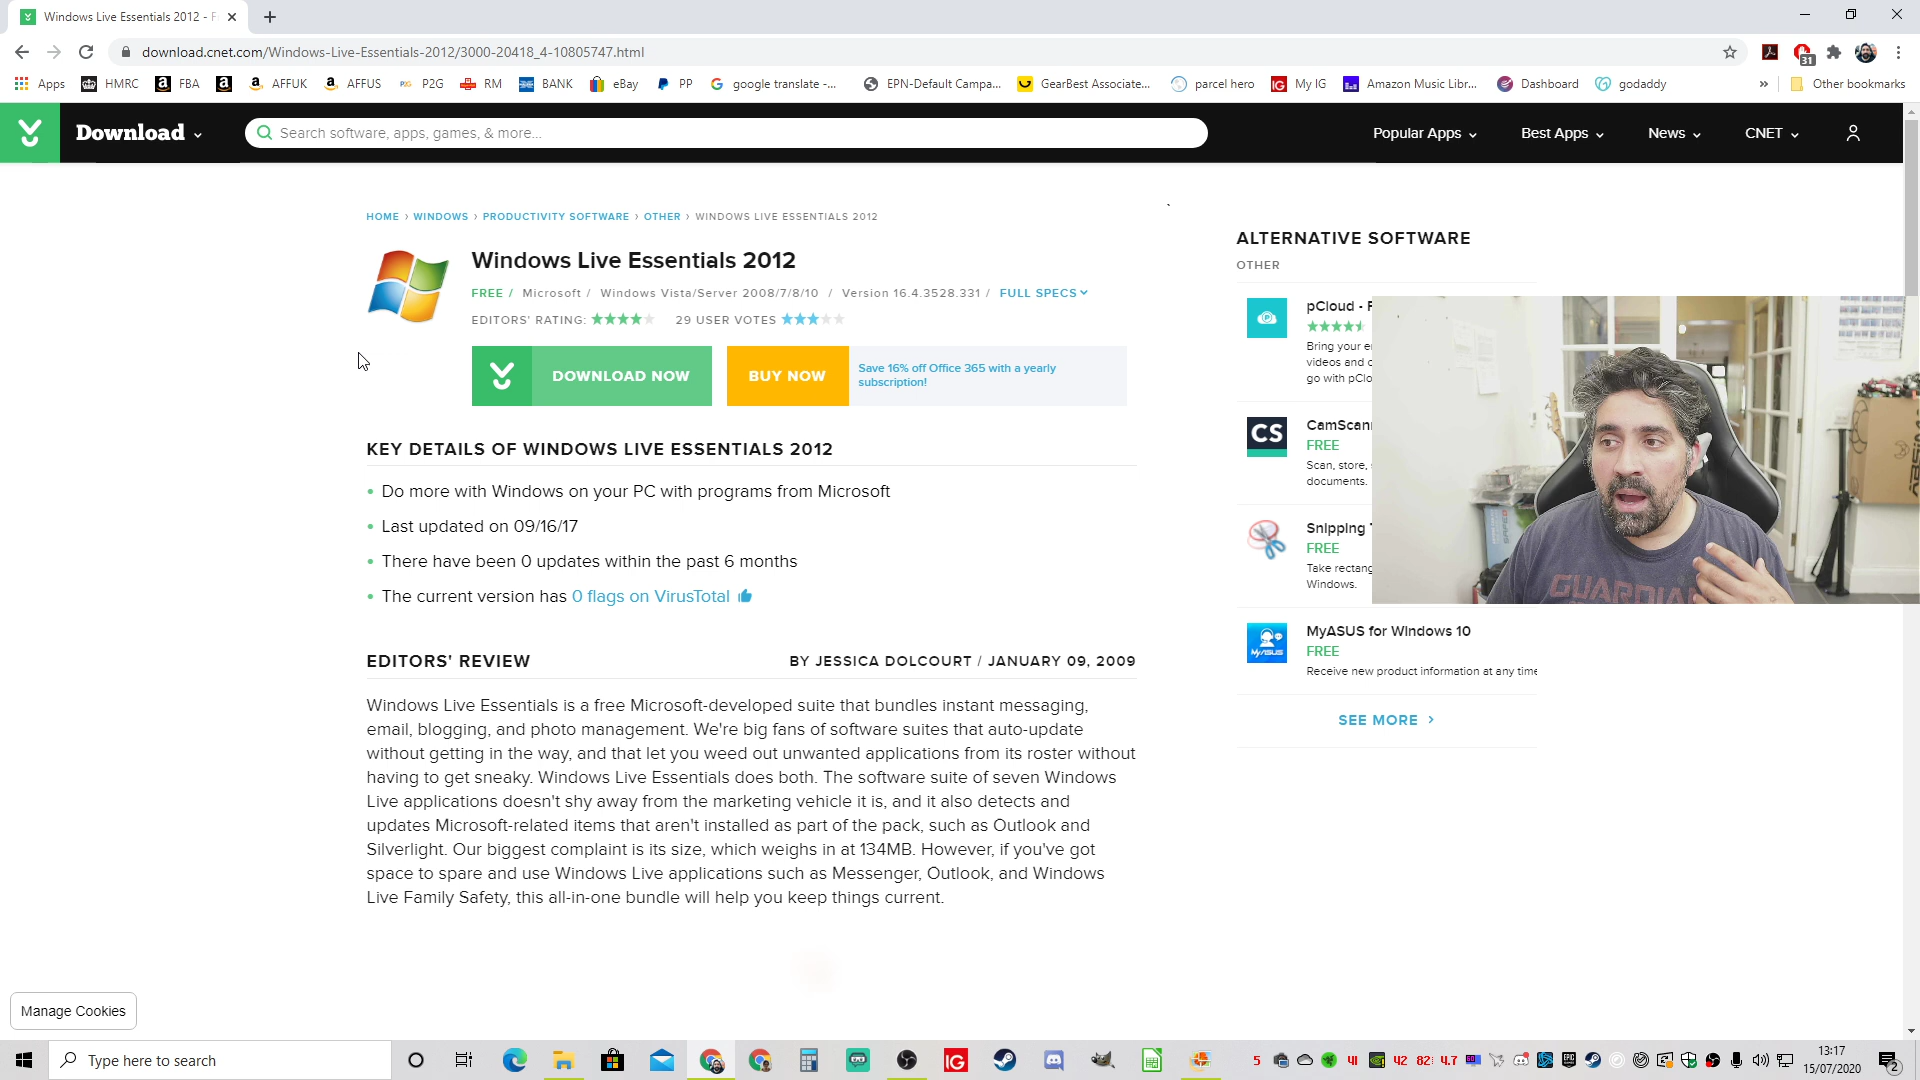 Windows Live Essentials 2012 - F
download.cnet.com/Windows-Live-Essentials-2012/3000-20418_4-10805747.html
31
Apps
HMRC
FBA
AFFUK
AFFUS
P2G
RM
BANK
eBay
PP
google translate -...
EPN-Default Campa...
GearBest Associate...
parcel hero
IG My IG
Amazon Music Libr...
Dashboard
godaddy
» Other bookmarks
Download
Search software, apps, games, & more...
Popular Apps
Best Apps
News
CNET
HOME › WINDOWS › PRODUCTIVITY SOFTWARE › OTHER › WINDOWS LIVE ESSENTIALS 2012
Windows Live Essentials 2012
FREE / Microsoft / Windows Vista/Server 2008/7/8/10 / Version 16.4.3528.331 / FULL SPECS
EDITORS' RATING: 29 USER VOTES
DOWNLOAD NOW
BUY NOW
Save 16% off Office 365 with a yearly
subscription!
KEY DETAILS OF WINDOWS LIVE ESSENTIALS 2012
• Do more with Windows on your PC with programs from Microsoft
• Last updated on 09/16/17
• There have been 0 updates within the past 6 months
• The current version has 0 flags on VirusTotal
EDITORS' REVIEW
BY JESSICA DOLCOURT / JANUARY 09, 2009
Windows Live Essentials is a free Microsoft-developed suite that bundles instant messaging,
email, blogging, and photo management. We're big fans of software suites that auto-update
without getting in the way, and that let you weed out unwanted applications from its roster without
having to get sneaky. Windows Live Essentials does both. The software suite of seven Windows
Live applications doesn't shy away from the marketing vehicle it is, and it also detects and
updates Microsoft-related items that aren't installed as part of the pack, such as Outlook and
Silverlight. Our biggest complaint is its size, which weighs in at 134MB. However, if you've got
space to spare and use Windows Live applications such as Messenger, Outlook, and Windows
Live Family Safety, this all-in-one bundle will help you keep things current.
ALTERNATIVE SOFTWARE
OTHER
pCloud - F
Bring your e
videos and c
go with pClo
CS
CamScan
FREE
Scan, store,
documents.
Snipping
FREE
Take rectang
Windows.
MyASUS
MyASUS for Windows 10
FREE
Receive new product information at any time
SEE MORE ›
GUARDIA
Manage Cookies
Type here to search
IG
5
41
42
82
4.7
EPIC
13:17
15/07/2020
2